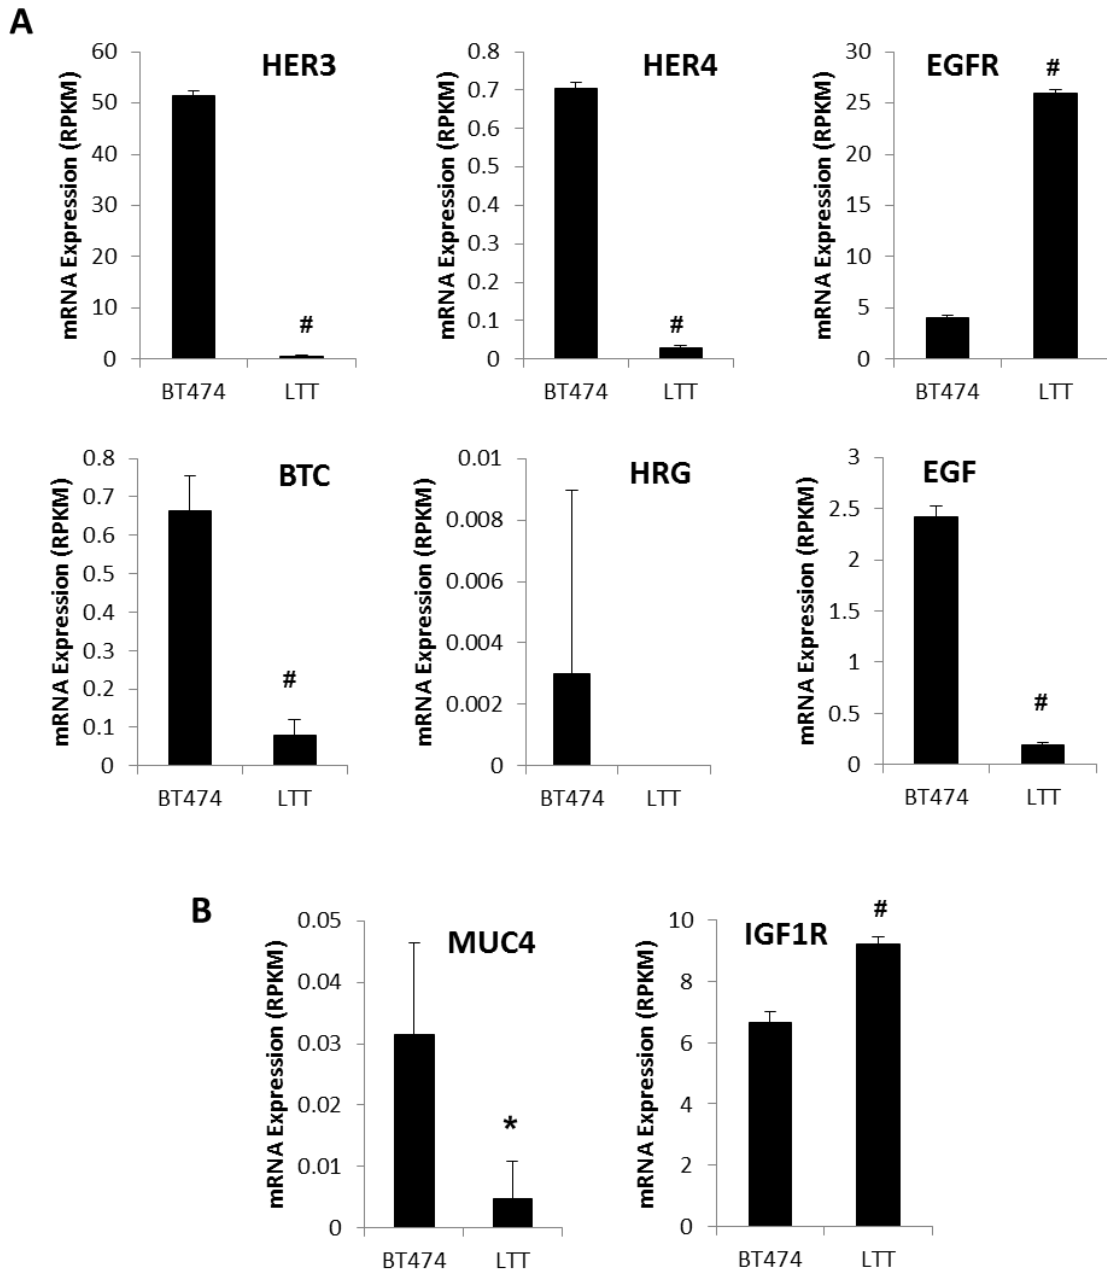 A
HER3
mRNA Expression (RPKM)
60
50
40
30
20
10
0
#
BT474
LTT
HER4
mRNA Expression (RPKM)
0.8
0.7
0.6
0.5
0.4
0.3
0.2
0.1
0
#
BT474
LTT
EGFR
mRNA Expression (RPKM)
30
25
20
15
10
5
0
#
BT474
LTT
BTC
mRNA Expression (RPKM)
0.8
0.7
0.6
0.5
0.4
0.3
0.2
0.1
0
#
BT474
LTT
HRG
mRNA Expression (RPKM)
0.01
0.008
0.006
0.004
0.002
0
BT474
LTT
EGF
mRNA Expression (RPKM)
3
2.5
2
1.5
1
0.5
0
#
BT474
LTT
B
MUC4
mRNA Expression (RPKM)
0.05
0.04
0.03
0.02
0.01
0
*
BT474
LTT
IGF1R
mRNA Expression (RPKM)
10
8
6
4
2
0
#
BT474
LTT